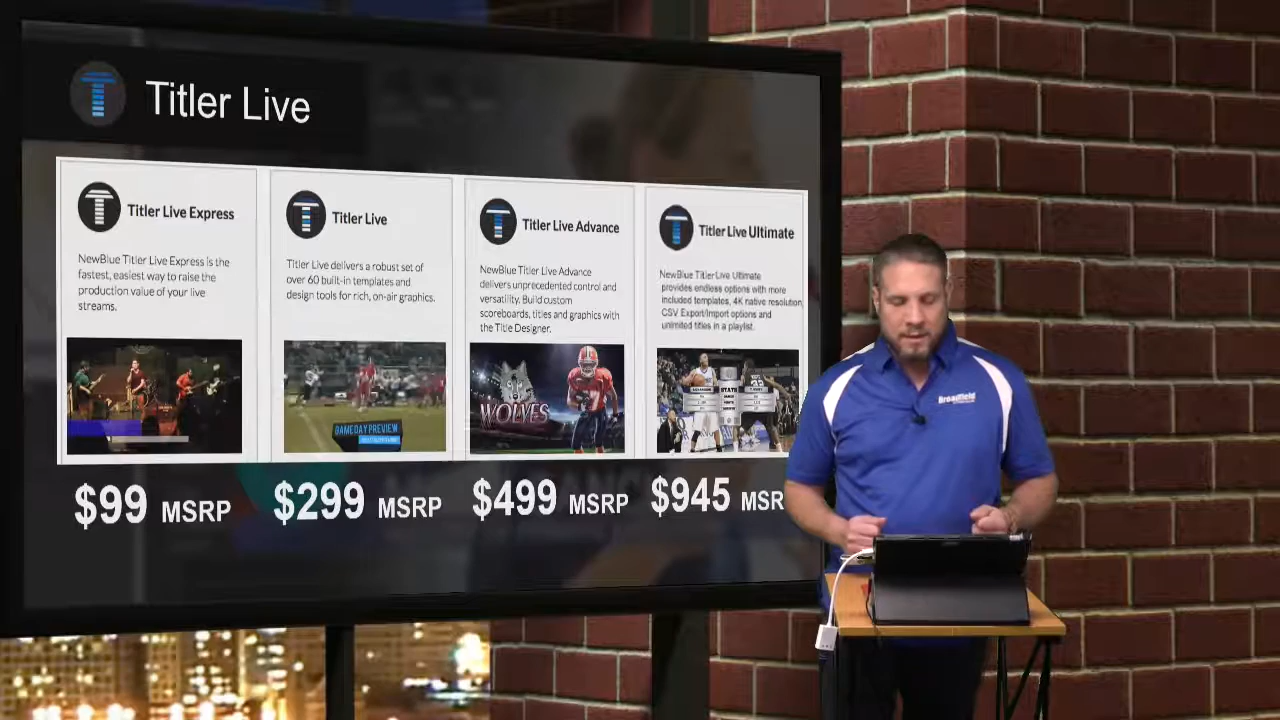 Titler Live
Titler Live Express
NewBlue Titler Live Express is the
fastest, easiest way to raise the
production value of your live
streams.
$99 MSRP
Titler Live
Titler Live delivers a robust set of
over 60 built-in templates and
design tools for rich, on-air graphics.
GAMEDAY PREVIEW
$299 MSRP
Titler Live Advance
NewBlue Titler Live Advance
delivers unprecedented control and
versatility. Build custom
scoreboards, titles and graphics with
the Title Designer.
WOLVES
$499 MSRP
Titler Live Ultimate
NewBlue Titler Live Ultimate
provides endless options with more
included templates, 4K native resolution,
CSV Export/Import options and
unlimited titles in a playlist.
STATE
$945 MSR
Broadfield